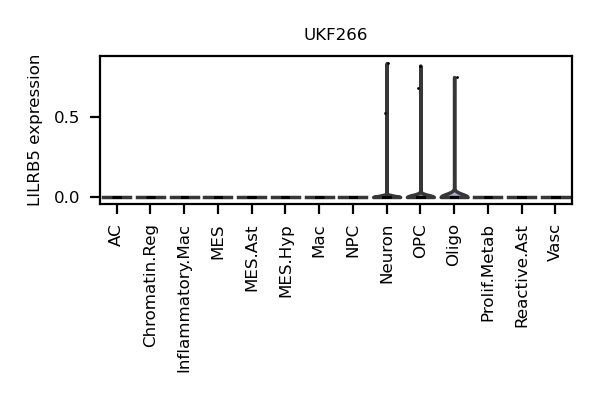 UKF266
LILRB5 expression
0.5
0.0
AC
Chromatin.Reg
Inflammatory.Mac
MES
MES.Ast
MES.Hyp
Mac
NPC
Neuron
OPC
Oligo
Prolif.Metab
Reactive.Ast
Vasc